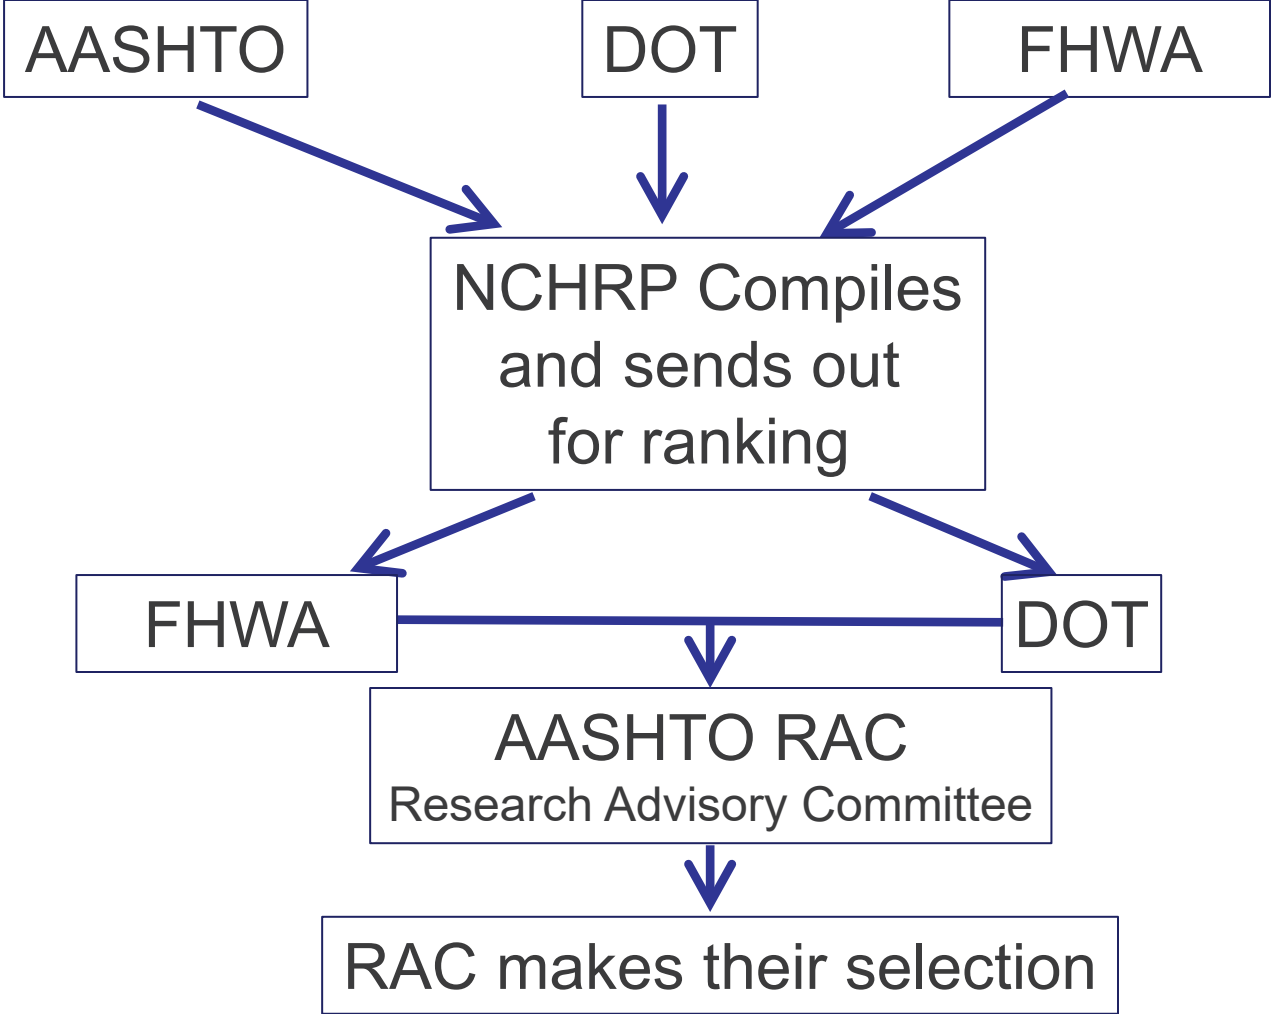 AASHTO
DOT
FHWA
NCHRP Compiles
and sends out
for ranking
FHWA
DOT
AASHTO RAC
Research Advisory Committee
RAC makes their selection